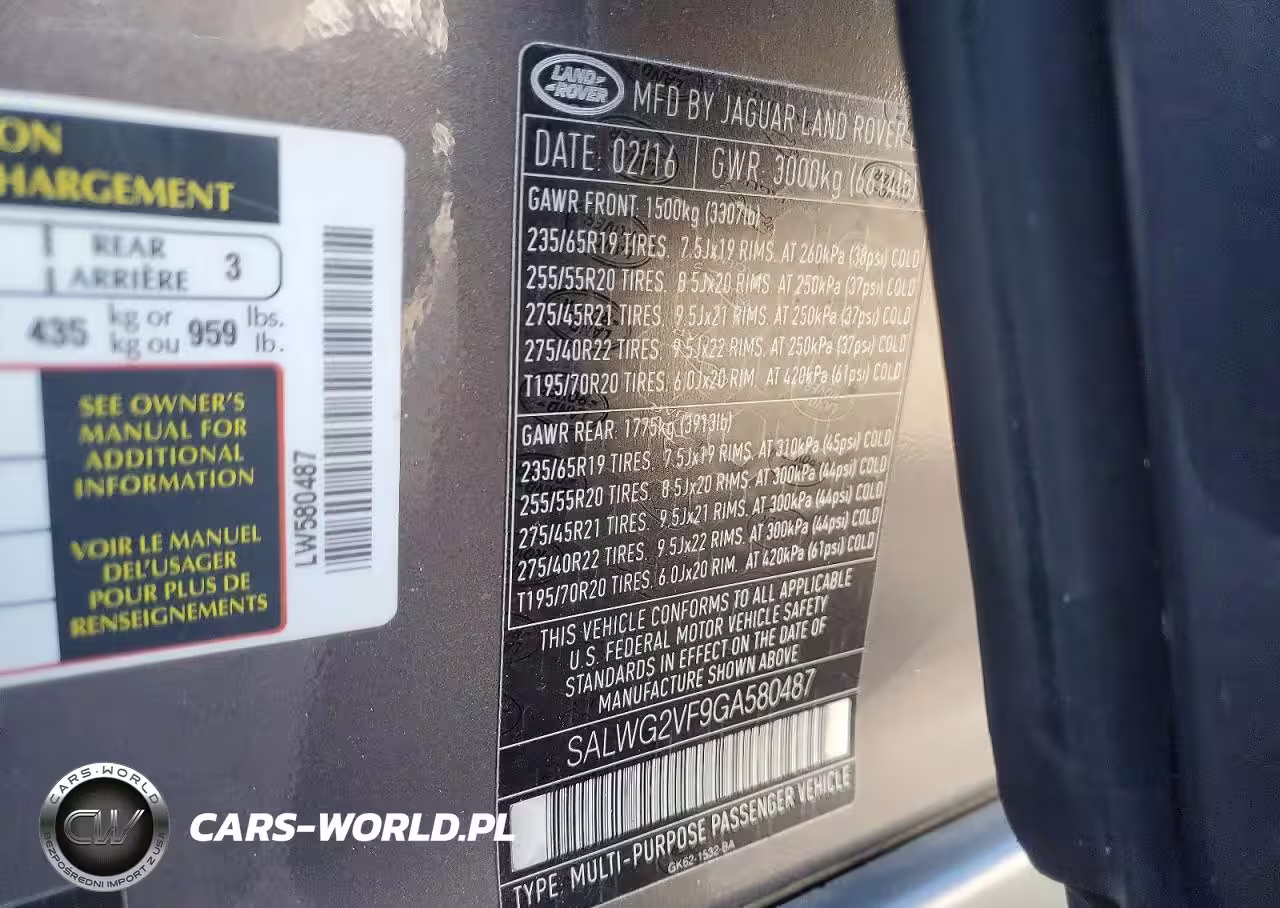 ON
HARGEMENT
REAR
ARRIÈRE
3
435 kg or 959 lbs.
kg ou lb.
SEE OWNER'S
MANUAL FOR
ADDITIONAL
INFORMATION
VOIR LE MANUEL
DEL'USAGER
POUR PLUS DE
RENSEIGNEMENTS
LW580487
LAND
ROVER
MFD BY JAGUAR LAND ROVER
DATE: 02/16
GWR. 3000kg
GAWR FRONT. 1500kg (3307lb)
235/65R19 TIRES. 7.5Jx19 RIMS. AT 260kPa (38psi) COLD
255/55R20 TIRES. 8.5Jx20 RIMS. AT 250kPa (37psi) COLD
275/45R21 TIRES. 9.5Jx21 RIMS. AT 250kPa (37psi) COLD
275/40R22 TIRES. 9.5Jx22 RIMS. AT 250kPa (37psi) COLD
T195/70R20 TIRES. 6.0Jx20 RIM. AT 420kPa (61psi) COLD
GAWR REAR. 1775kg (3913lb)
235/65R19 TIRES. 7.5Jx19 RIMS. AT 310kPa (45psi) COLD
255/55R20 TIRES. 8.5Jx20 RIMS. AT 300kPa (44psi) COLD
275/45R21 TIRES. 9.5Jx21 RIMS. AT 300kPa (44psi) COLD
275/40R22 TIRES. 9.5Jx22 RIMS. AT 300kPa (44psi) COLD
T195/70R20 TIRES. 6.0Jx20 RIM. AT 420kPa (61psi) COLD
THIS VEHICLE CONFORMS TO ALL APPLICABLE
U.S. FEDERAL MOTOR VEHICLE SAFETY
STANDARDS IN EFFECT ON THE DATE OF
MANUFACTURE SHOWN ABOVE
SALWG2VF9GA580487
TYPE: MULTI-PURPOSE PASSENGER VEHICLE
GK62-1532-BA
CARS-WORLD
CW
BEZPOŚREDNI IMPORT Z USA
CARS-WORLD.PL